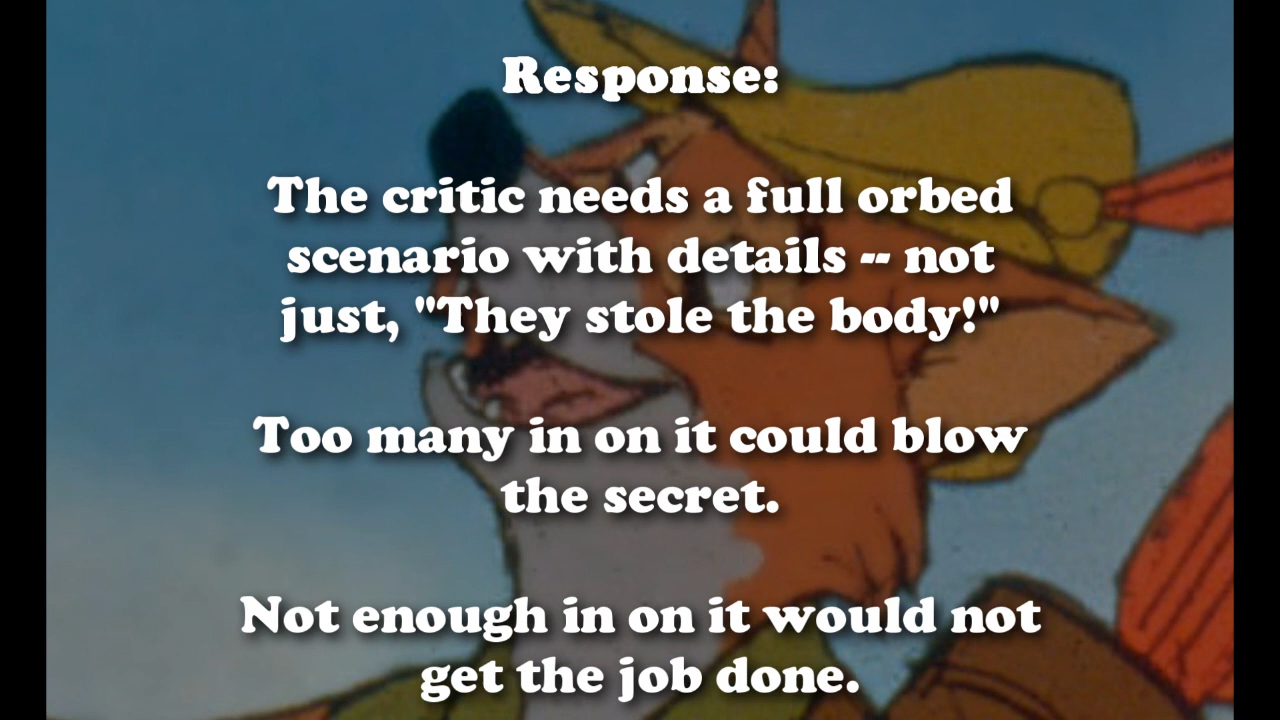 Response:
The critic needs a full orbed
scenario with details -- not
just, "They stole the body!"
Too many in on it could blow
the secret.
Not enough in on it would not
get the job done.